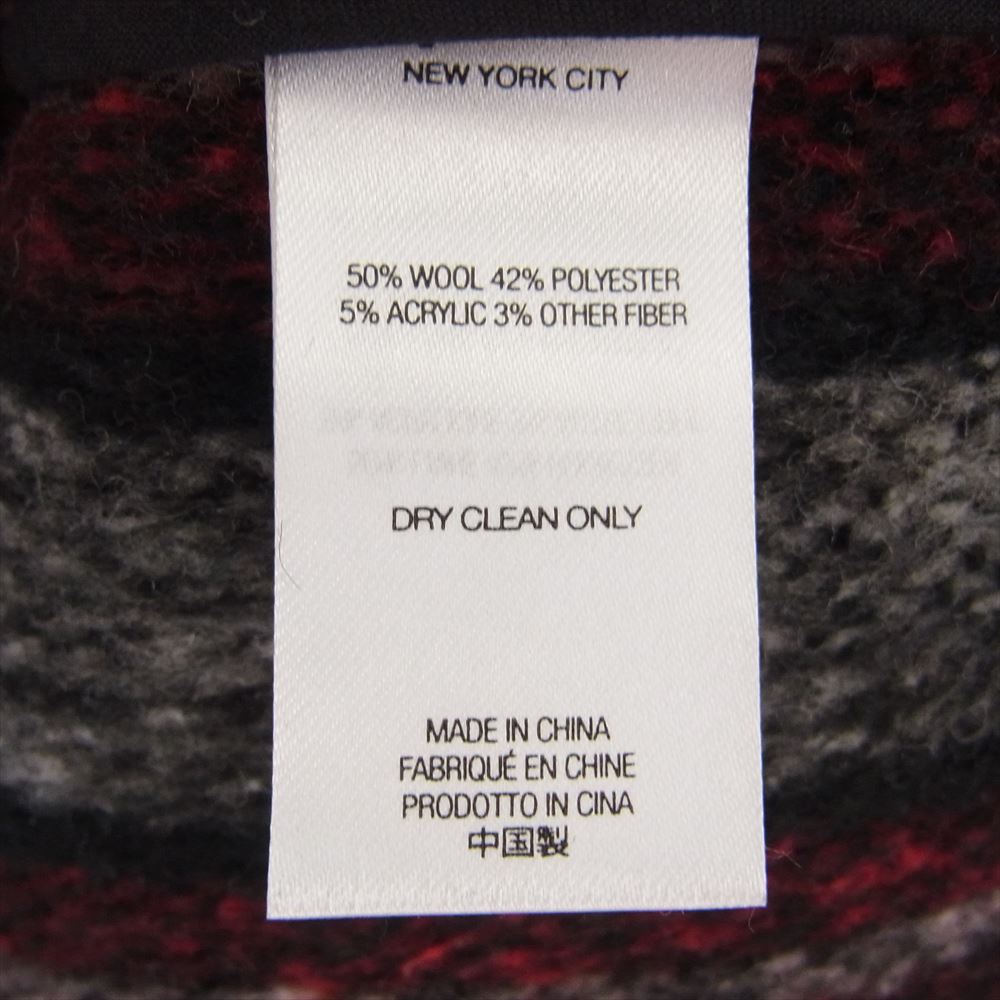 NEW YORK CITY
50% WOOL 42% POLYESTER
5% ACRYLIC 3% OTHER FIBER
DRY CLEAN ONLY
MADE IN CHINA
FABRIQUÉ EN CHINE
PRODOTTO IN CINA
中国製